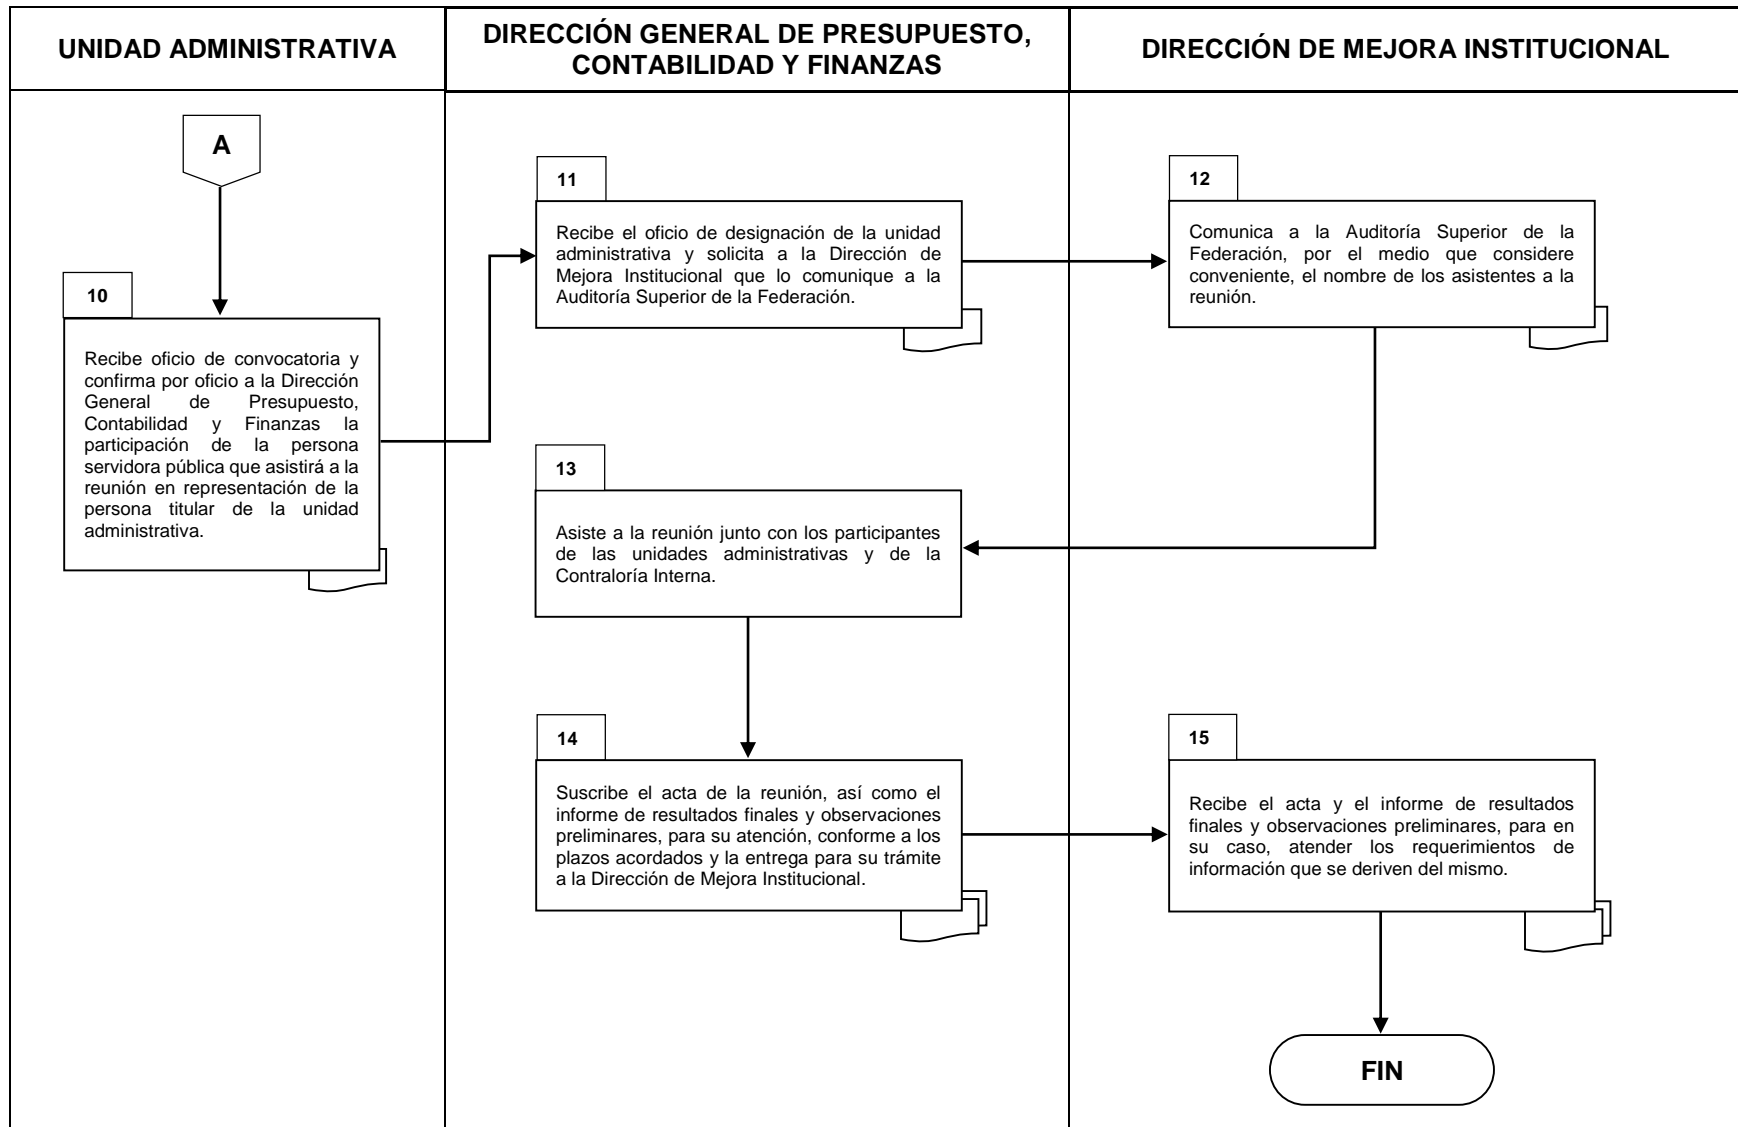 UNIDAD ADMINISTRATIVA
DIRECCIÓN GENERAL DE PRESUPUESTO,
CONTABILIDAD Y FINANZAS
DIRECCIÓN DE MEJORA INSTITUCIONAL
A
10
Recibe oficio de convocatoria y
confirma por oficio a la Dirección
General de Presupuesto,
Contabilidad y Finanzas la
participación de la persona
servidora pública que asistirá a la
reunión en representación de la
persona titular de la unidad
administrativa.
11
Recibe el oficio de designación de la unidad
administrativa y solicita a la Dirección de
Mejora Institucional que lo comunique a la
Auditoría Superior de la Federación.
12
Comunica a la Auditoría Superior de la
Federación, por el medio que considere
conveniente, el nombre de los asistentes a la
reunión.
13
Asiste a la reunión junto con los participantes
de las unidades administrativas y de la
Contraloría Interna.
14
Suscribe el acta de la reunión, así como el
informe de resultados finales y observaciones
preliminares, para su atención, conforme a los
plazos acordados y la entrega para su trámite
a la Dirección de Mejora Institucional.
15
Recibe el acta y el informe de resultados
finales y observaciones preliminares, para en
su caso, atender los requerimientos de
información que se deriven del mismo.
FIN